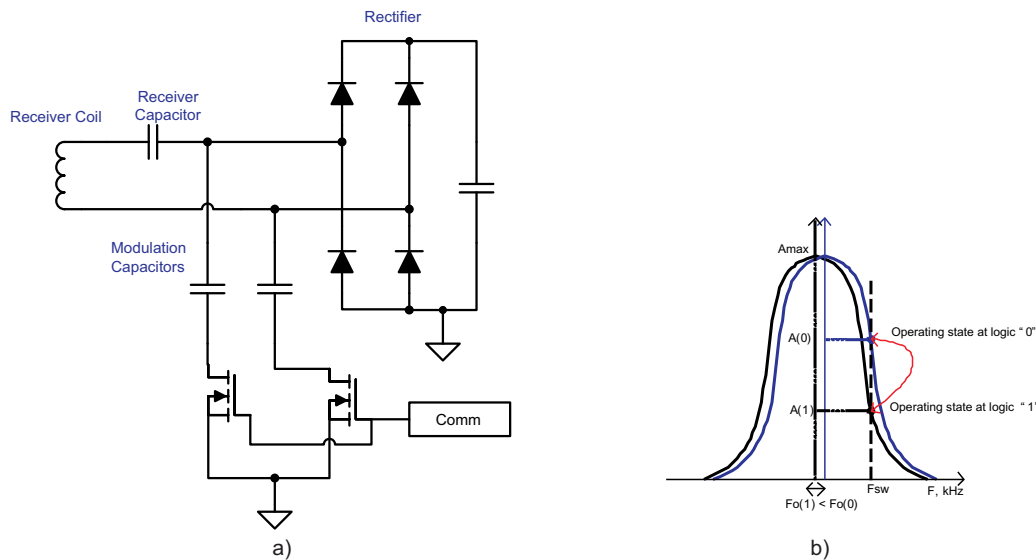 Rectifier
Receiver
Capacitor
Receiver Coil
Modulation
Capacitors
Comm
a)
Amax
A(0)
Operating state at logic “ 0”
A(1)
Operating state at logic “ 1”
Fsw
F, kHz
Fo(1) < Fo(0)
b)